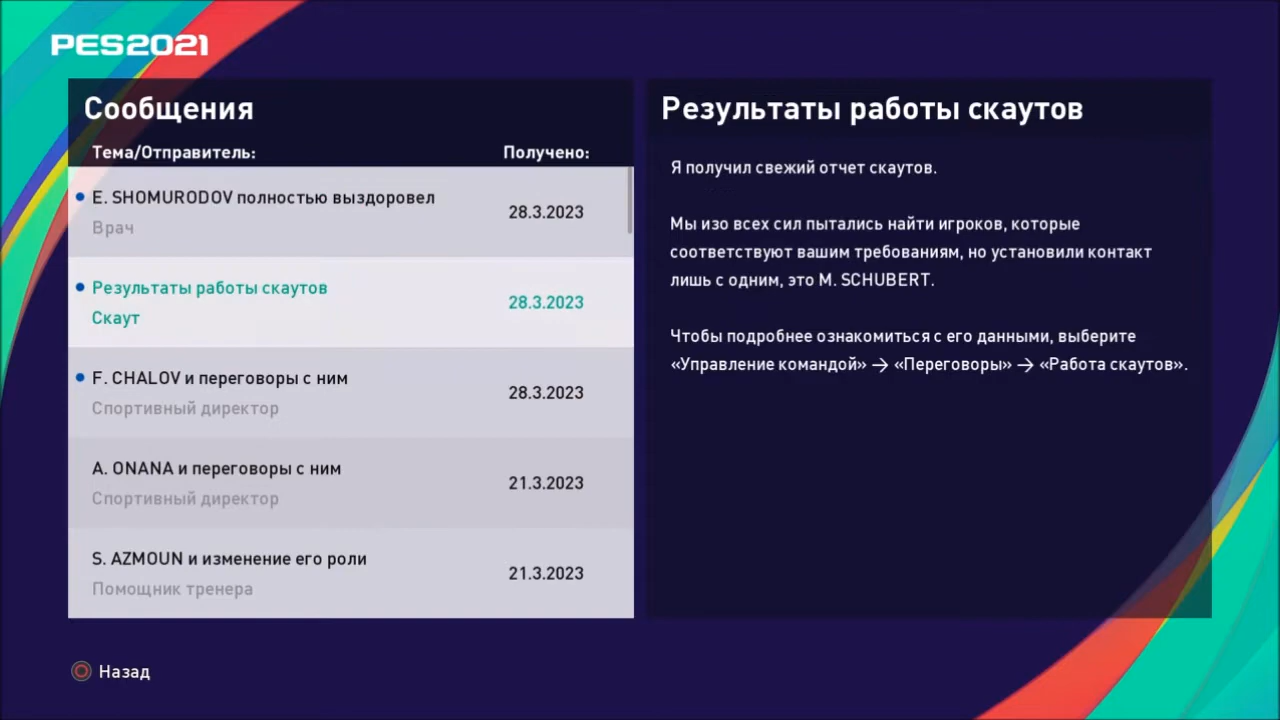 PES2021
Сообщения
Тема/Отправитель:
Получено:
E. SHOMURODOV полностью выздоровел
Врач
28.3.2023
Результаты работы скаутов
Скаут
28.3.2023
F. CHALOV и переговоры с ним
Спортивный директор
28.3.2023
A. ONANA и переговоры с ним
Спортивный директор
21.3.2023
S. AZMOUN и изменение его роли
Помощник тренера
21.3.2023
Результаты работы скаутов
Я получил свежий отчет скаутов.
Мы изо всех сил пытались найти игроков, которые
соответствуют вашим требованиям, но установили контакт
лишь с одним, это M. SCHUBERT.
Чтобы подробнее ознакомиться с его данными, выберите
«Управление командой» → «Переговоры» → «Работа скаутов».
Назад